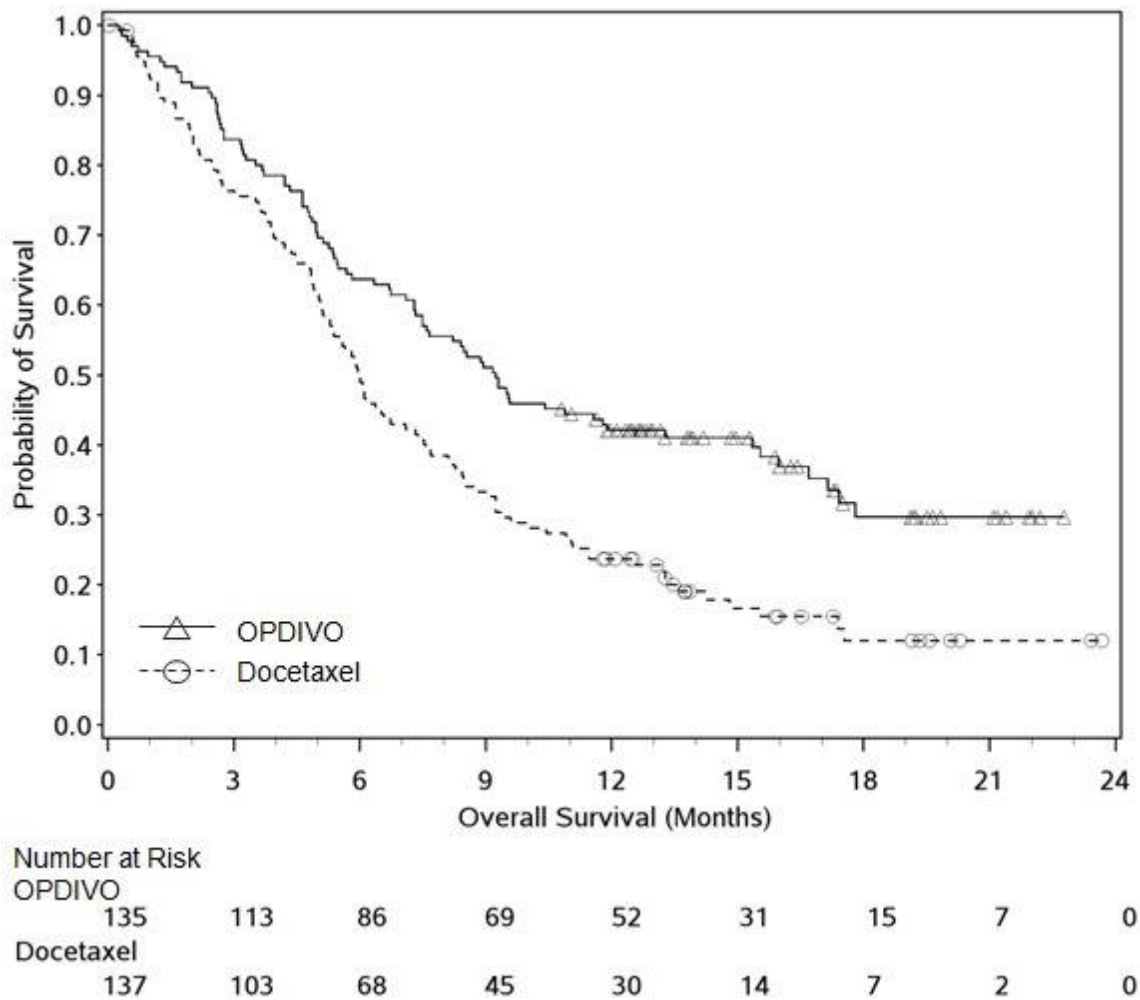 Probability of Survival
1.0
0.9
0.8
0.7
0.6
0.5
0.4
0.3
0.2
0.1
0.0
OPDIVO
Docetaxel
0 3 6 9 12 15 18 21 24
Overall Survival (Months)
Number at Risk
OPDIVO
135 113 86 69 52 31 15 7 0
Docetaxel
137 103 68 45 30 14 7 2 0